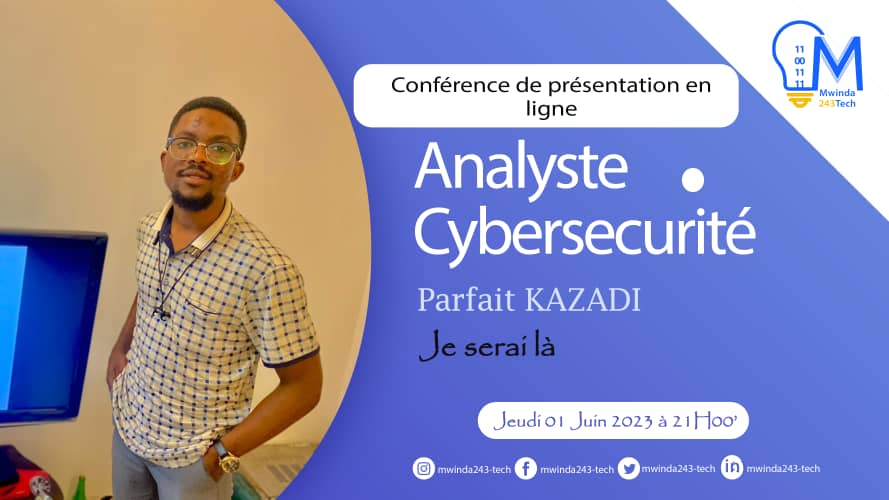 11
00
11
11
M
Mwinda
243Tech
Conférence de présentation en
ligne
Analyste
Cybersecurité
Parfait KAZADI
Je serai là
Jeudi 01 Juin 2023 à 21H00'
mwinda243-tech mwinda243-tech mwinda243-tech mwinda243-tech